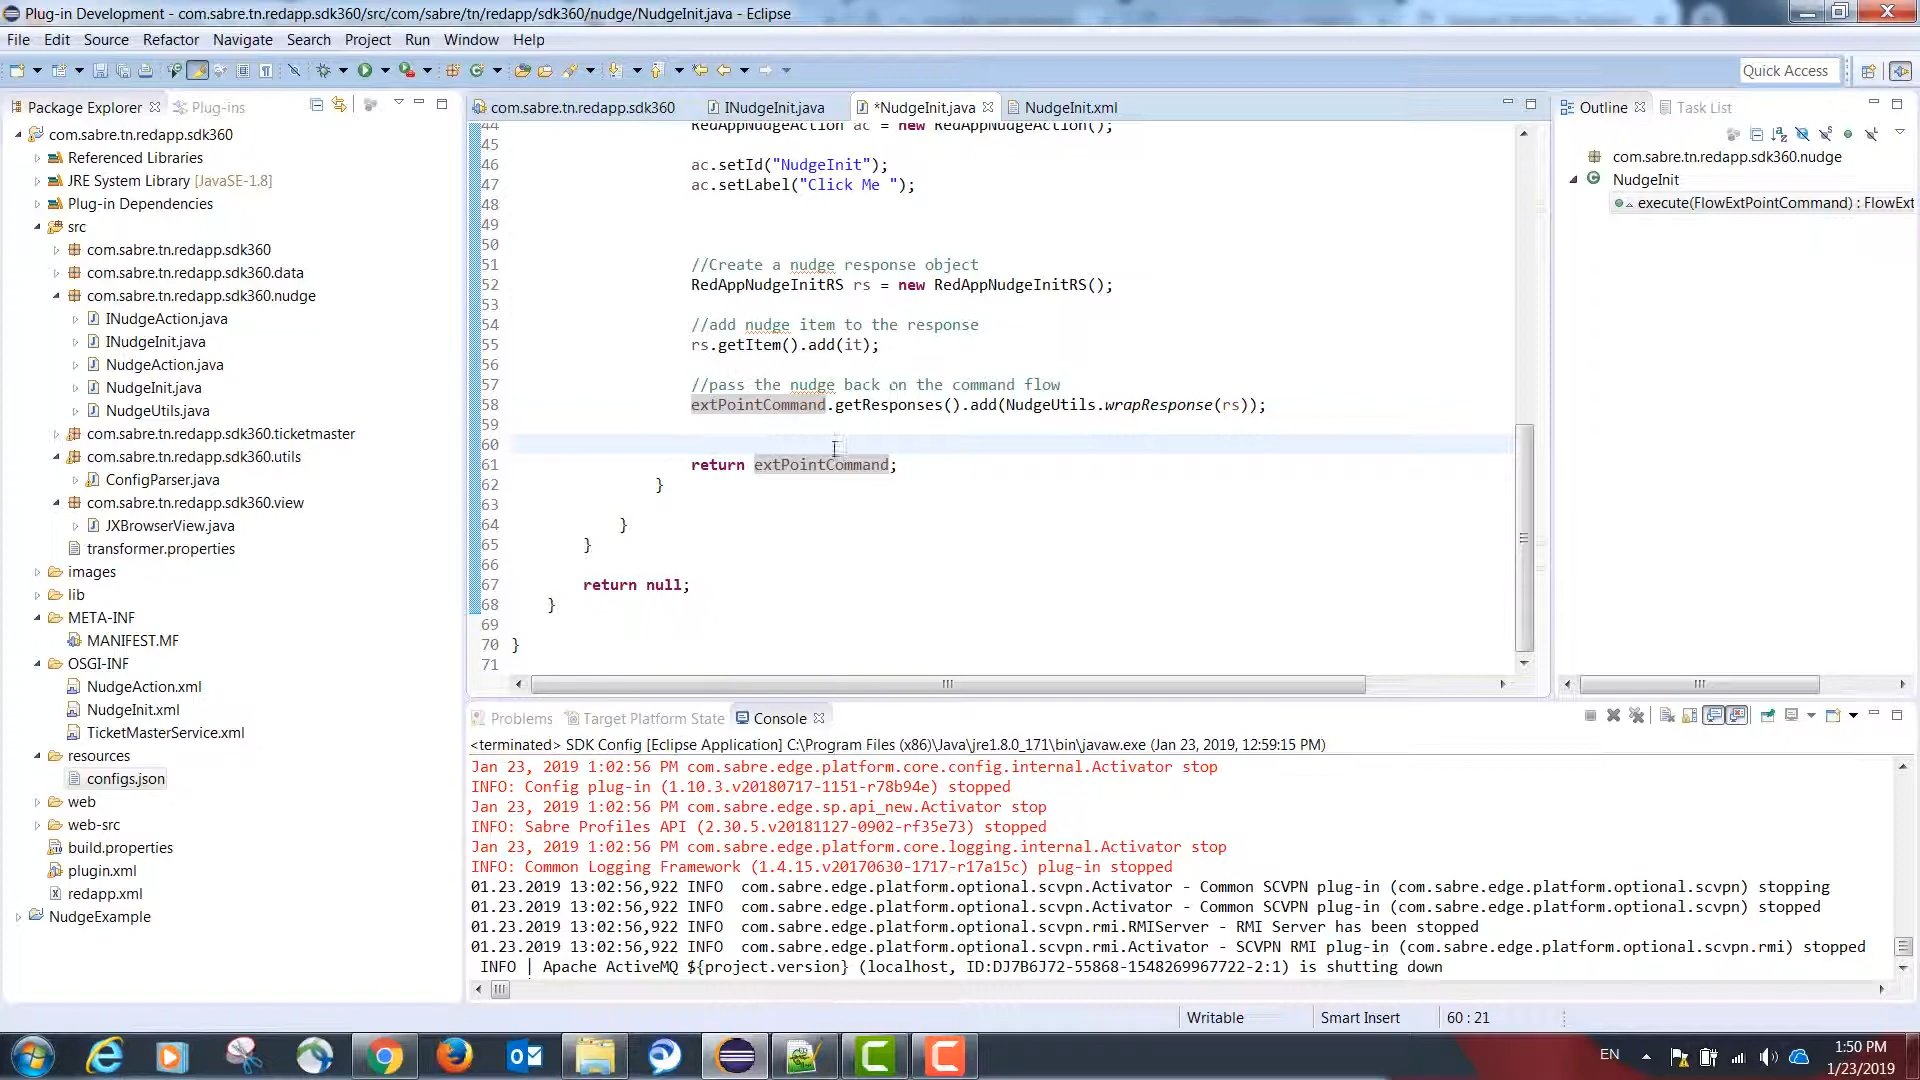 Plug-in Development - com.sabre.tn.redapp.sdk360/src/com/sabre/tn/redapp/sdk360/nudge/NudgeInit.java - Eclipse
File Edit Source Refactor Navigate Search Project Run Window Help
Quick Access
Package Explorer Plug-ins
com.sabre.tn.redapp.sdk360
Referenced Libraries
JRE System Library [JavaSE-1.8]
Plug-in Dependencies
src
com.sabre.tn.redapp.sdk360
com.sabre.tn.redapp.sdk360.data
com.sabre.tn.redapp.sdk360.nudge
INudgeAction.java
INudgeInit.java
NudgeAction.java
NudgeInit.java
NudgeUtils.java
com.sabre.tn.redapp.sdk360.ticketmaster
com.sabre.tn.redapp.sdk360.utils
ConfigParser.java
com.sabre.tn.redapp.sdk360.view
JXBrowserView.java
transformer.properties
images
lib
META-INF
MANIFEST.MF
OSGI-INF
NudgeAction.xml
NudgeInit.xml
TicketMasterService.xml
resources
configs.json
web
web-src
build.properties
plugin.xml
redapp.xml
NudgeExample
com.sabre.tn.redapp.sdk360 INudgeInit.java *NudgeInit.java NudgeInit.xml
44 RedAppNudgeAction ac = new RedAppNudgeAction();
45
46 ac.setId("NudgeInit");
47 ac.setLabel("Click Me ");
48
49
50
51 //Create a nudge response object
52 RedAppNudgeInitRS rs = new RedAppNudgeInitRS();
53
54 //add nudge item to the response
55 rs.getItem().add(it);
56
57 //pass the nudge back on the command flow
58 extPointCommand.getResponses().add(NudgeUtils.wrapResponse(rs));
59
60
61 return extPointCommand;
62 }
63
64 }
65 }
66
67 return null;
68 }
69
70 }
71
Outline Task List
com.sabre.tn.redapp.sdk360.nudge
NudgeInit
execute(FlowExtPointCommand) : FlowExt
Problems Target Platform State Console
<terminated> SDK Config [Eclipse Application] C:\Program Files (x86)\Java\jre1.8.0_171\bin\javaw.exe (Jan 23, 2019, 12:59:15 PM)
Jan 23, 2019 1:02:56 PM com.sabre.edge.platform.core.config.internal.Activator stop
INFO: Config plug-in (1.10.3.v20180717-1151-r78b94e) stopped
Jan 23, 2019 1:02:56 PM com.sabre.edge.sp.api_new.Activator stop
INFO: Sabre Profiles API (2.30.5.v20181127-0902-rf35e73) stopped
Jan 23, 2019 1:02:56 PM com.sabre.edge.platform.core.logging.internal.Activator stop
INFO: Common Logging Framework (1.4.15.v20170630-1717-r17a15c) plug-in stopped
01.23.2019 13:02:56,922 INFO com.sabre.edge.platform.optional.scvpn.Activator - Common SCVPN plug-in (com.sabre.edge.platform.optional.scvpn) stopping
01.23.2019 13:02:56,922 INFO com.sabre.edge.platform.optional.scvpn.Activator - Common SCVPN plug-in (com.sabre.edge.platform.optional.scvpn) stopped
01.23.2019 13:02:56,922 INFO com.sabre.edge.platform.optional.scvpn.rmi.RMIServer - RMI Server has been stopped
01.23.2019 13:02:56,922 INFO com.sabre.edge.platform.optional.scvpn.rmi.Activator - SCVPN RMI plug-in (com.sabre.edge.platform.optional.scvpn.rmi) stopped
INFO | Apache ActiveMQ ${project.version} (localhost, ID:DJ7B6J72-55868-1548269967722-2:1) is shutting down
Writable Smart Insert 60 : 21
EN
1:50 PM
1/23/2019